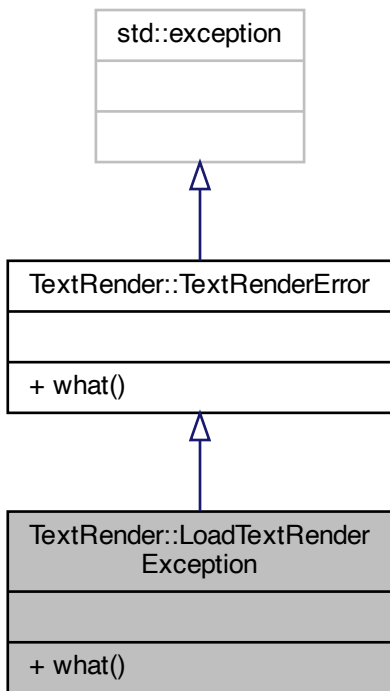 std::exception
TextRender::TextRenderError
+ what()
TextRender::LoadTextRender
Exception
+ what()